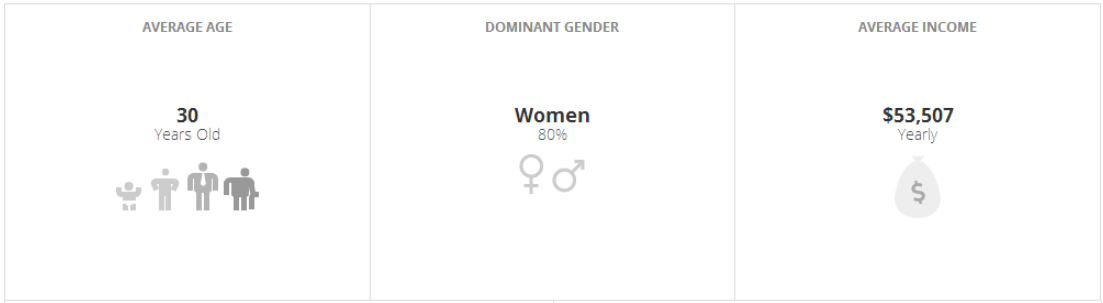 AVERAGE AGE
30
Years Old
DOMINANT GENDER
Women
80%
AVERAGE INCOME
$53,507
Yearly
$